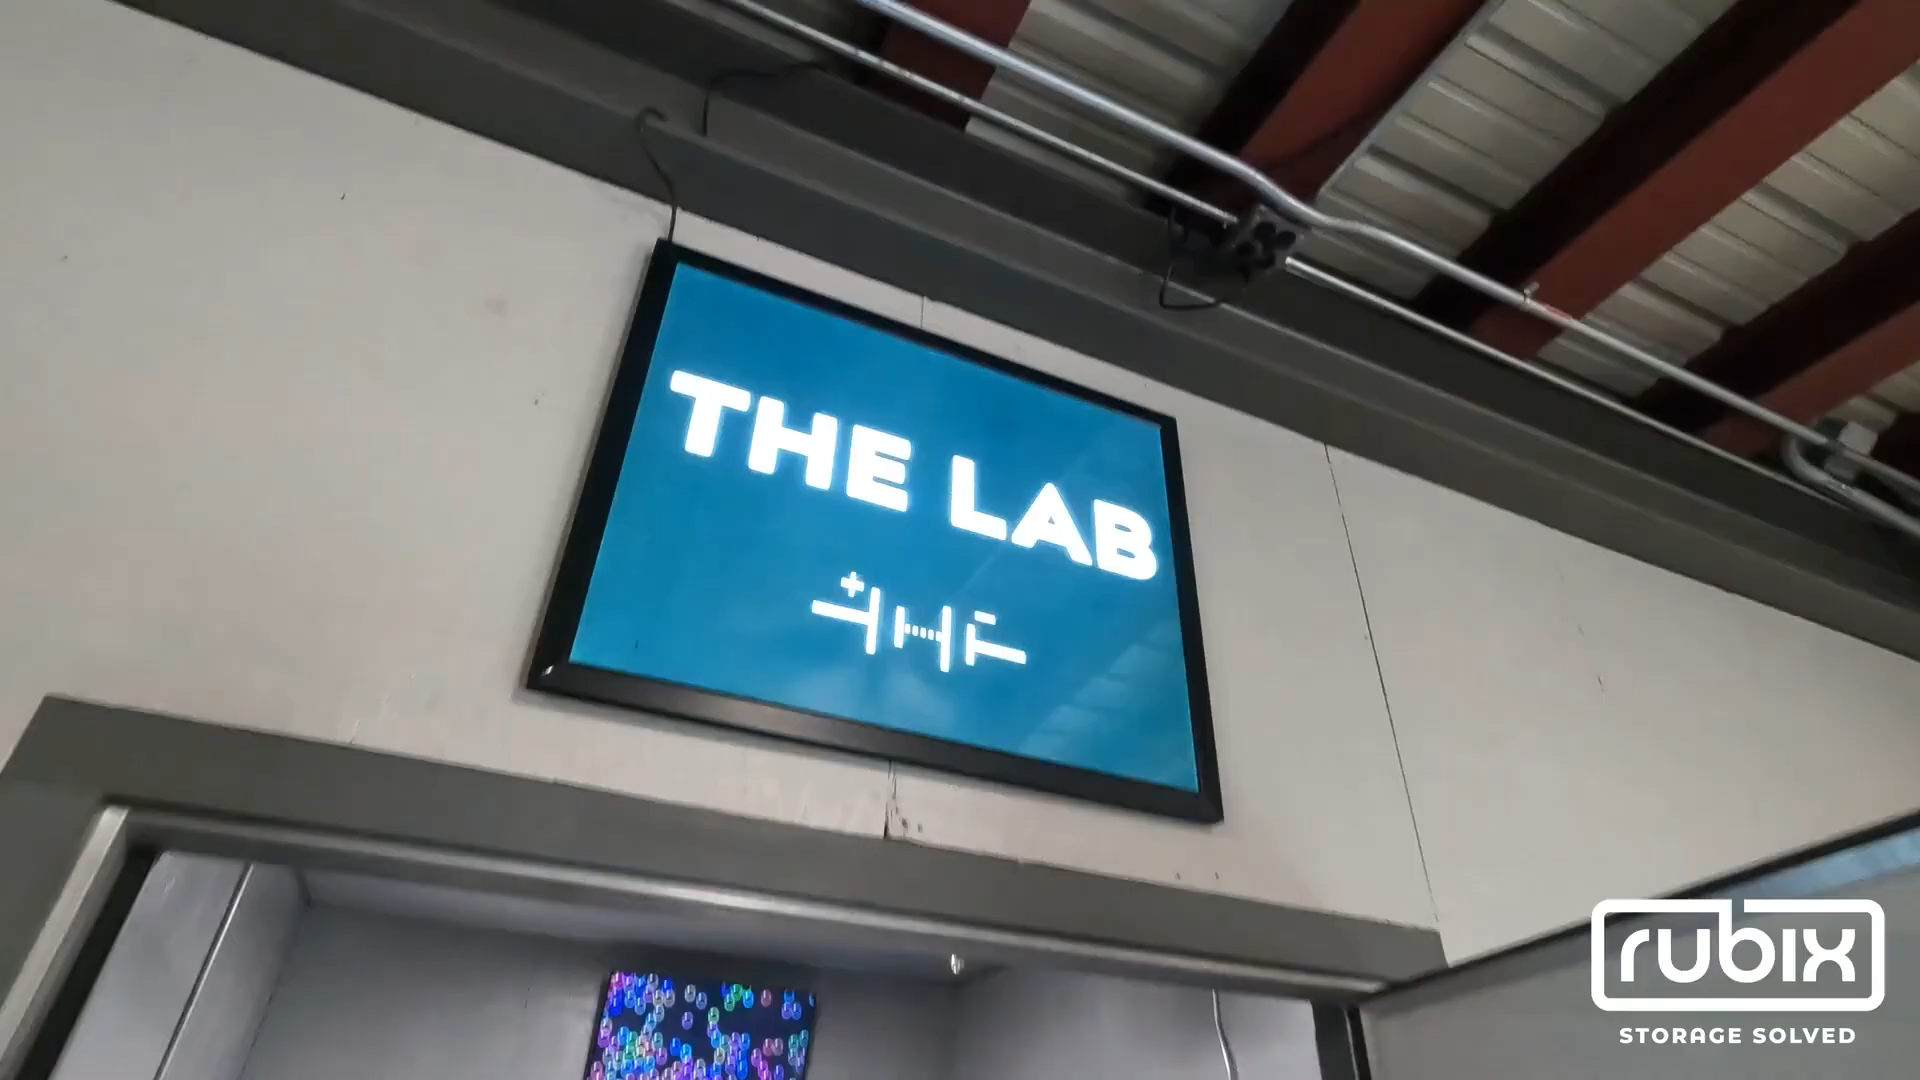 THE LAB
+ -
rubix
STORAGE SOLVED